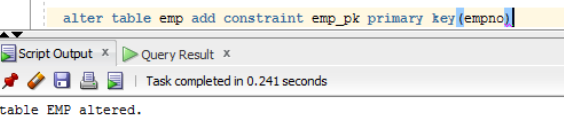 alter table emp add constraint emp_pk primary key(empno)
Script Output x Query Result x
Task completed in 0.241 seconds
table EMP altered.